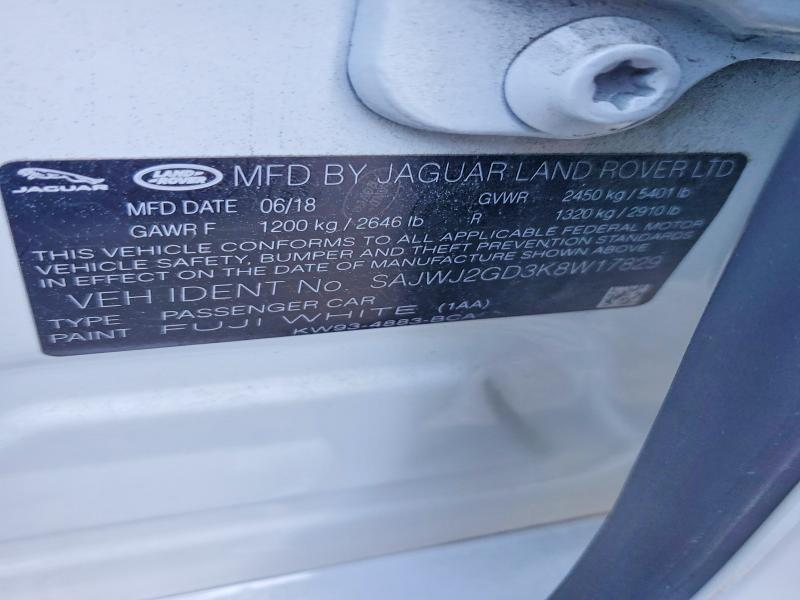 JAGUAR LAND ROVER MFD BY JAGUAR LAND ROVER LTD
MFD DATE 06/18 GVWR 2450 kg / 5401 lb
GAWR F 1200 kg / 2646 lb R 1320 kg / 2910 lb
THIS VEHICLE CONFORMS TO ALL APPLICABLE FEDERAL MOTOR
VEHICLE SAFETY, BUMPER AND THEFT PREVENTION STANDARDS
IN EFFECT ON THE DATE OF MANUFACTURE SHOWN ABOVE
VEH IDENT No. SAJWJ2GD3K8W17829
TYPE PASSENGER CAR
PAINT FUJI WHITE (1AA)
KW93-4883-BCA